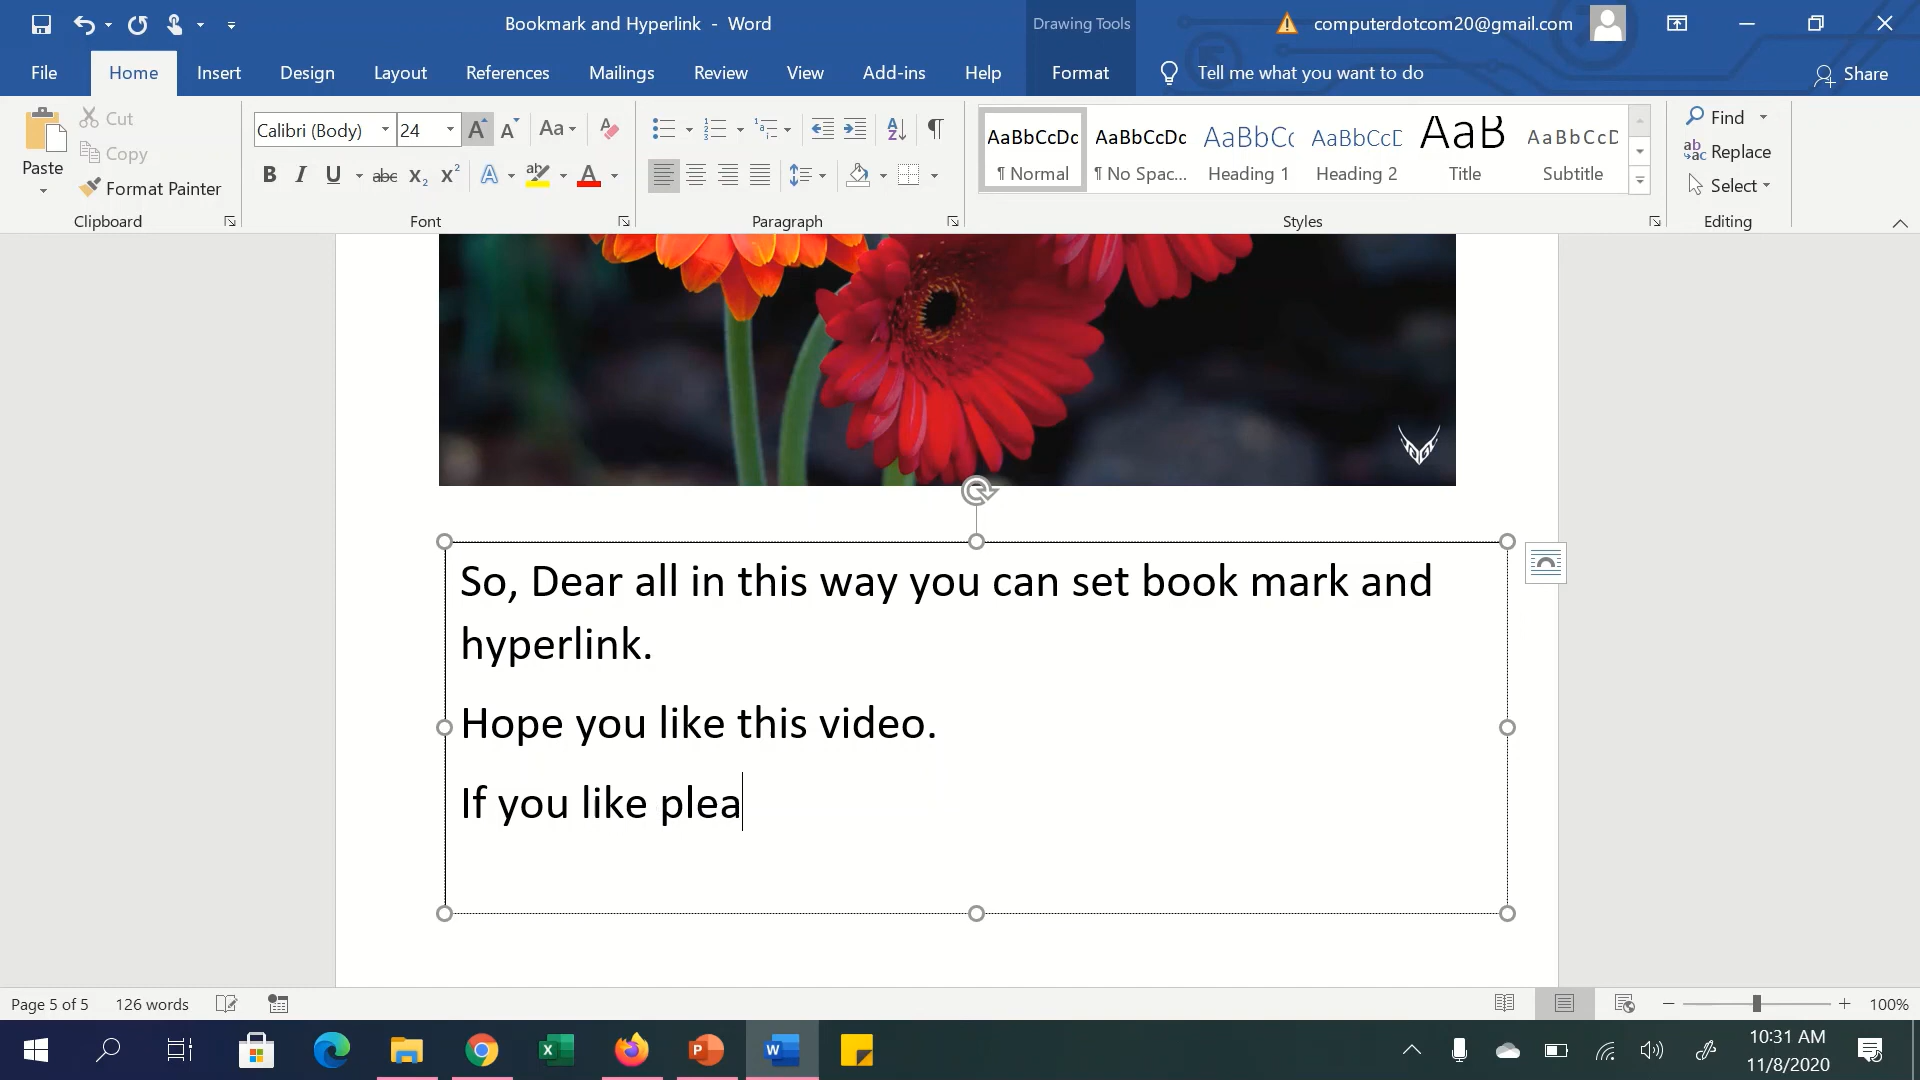 Bookmark and Hyperlink - Word
Drawing Tools
computerdotcom20@gmail.com
File
Home
Insert
Design
Layout
References
Mailings
Review
View
Add-ins
Help
Format
Tell me what you want to do
Share
Paste
Cut
Copy
Format Painter
Clipboard
Calibri (Body)
24
Aa
B I U abc X₂ X²
Font
Paragraph
AaBbCcDc
¶ Normal
AaBbCcDc
¶ No Spac...
AaBbCc
Heading 1
AaBbCcD
Heading 2
AaB
Title
AaBbCcD
Subtitle
Styles
Find
Replace
Select
Editing
So, Dear all in this way you can set book mark and
hyperlink.
Hope you like this video.
If you like plea
Page 5 of 5
126 words
100%
10:31 AM
11/8/2020